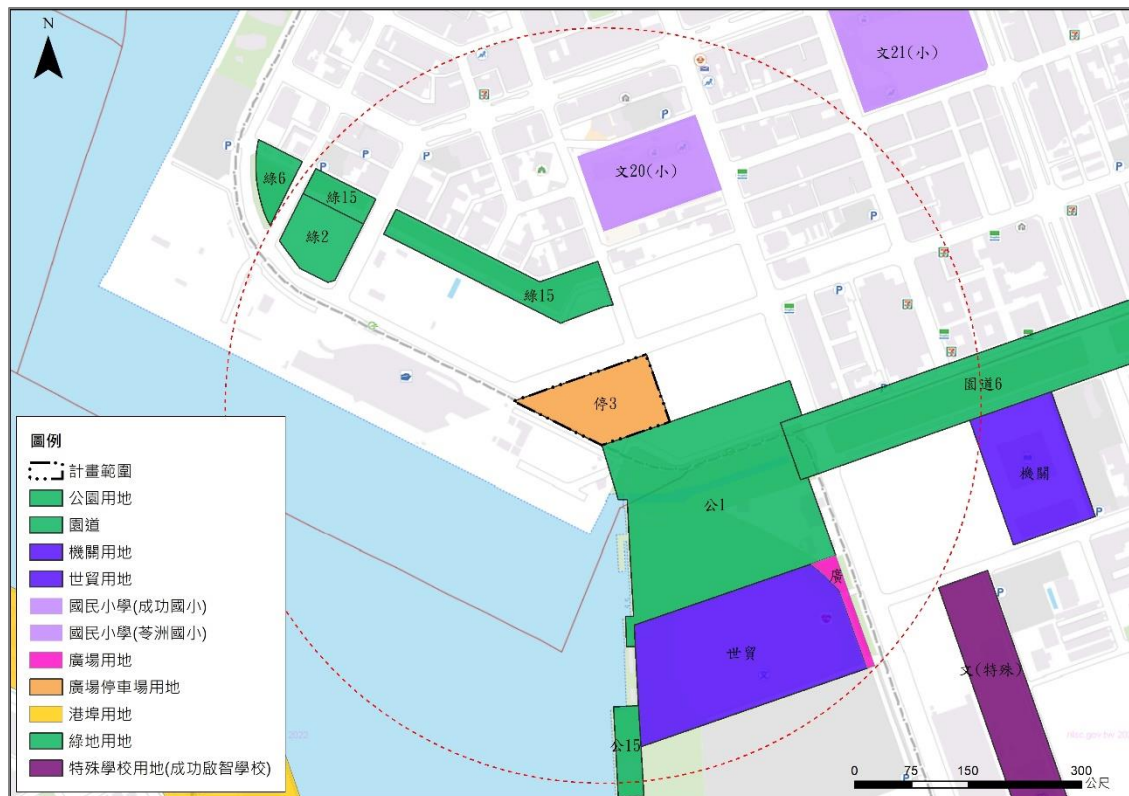 N
文21(小)
文20(小)
綠6
綠15
綠2
綠15
園道6
停3
機關
公1
廣
世貿
文(特殊)
公15
圖例
計畫範圍
公園用地
園道
機關用地
世貿用地
國民小學(成功國小)
國民小學(苓洲國小)
廣場用地
廣場停車場用地
港埠用地
綠地用地
特殊學校用地(成功啟智學校)
0 75 150 300
公尺
P
P
P
P
P
P
P
P
P
P
P
2022
nlsc.gov.tw 20